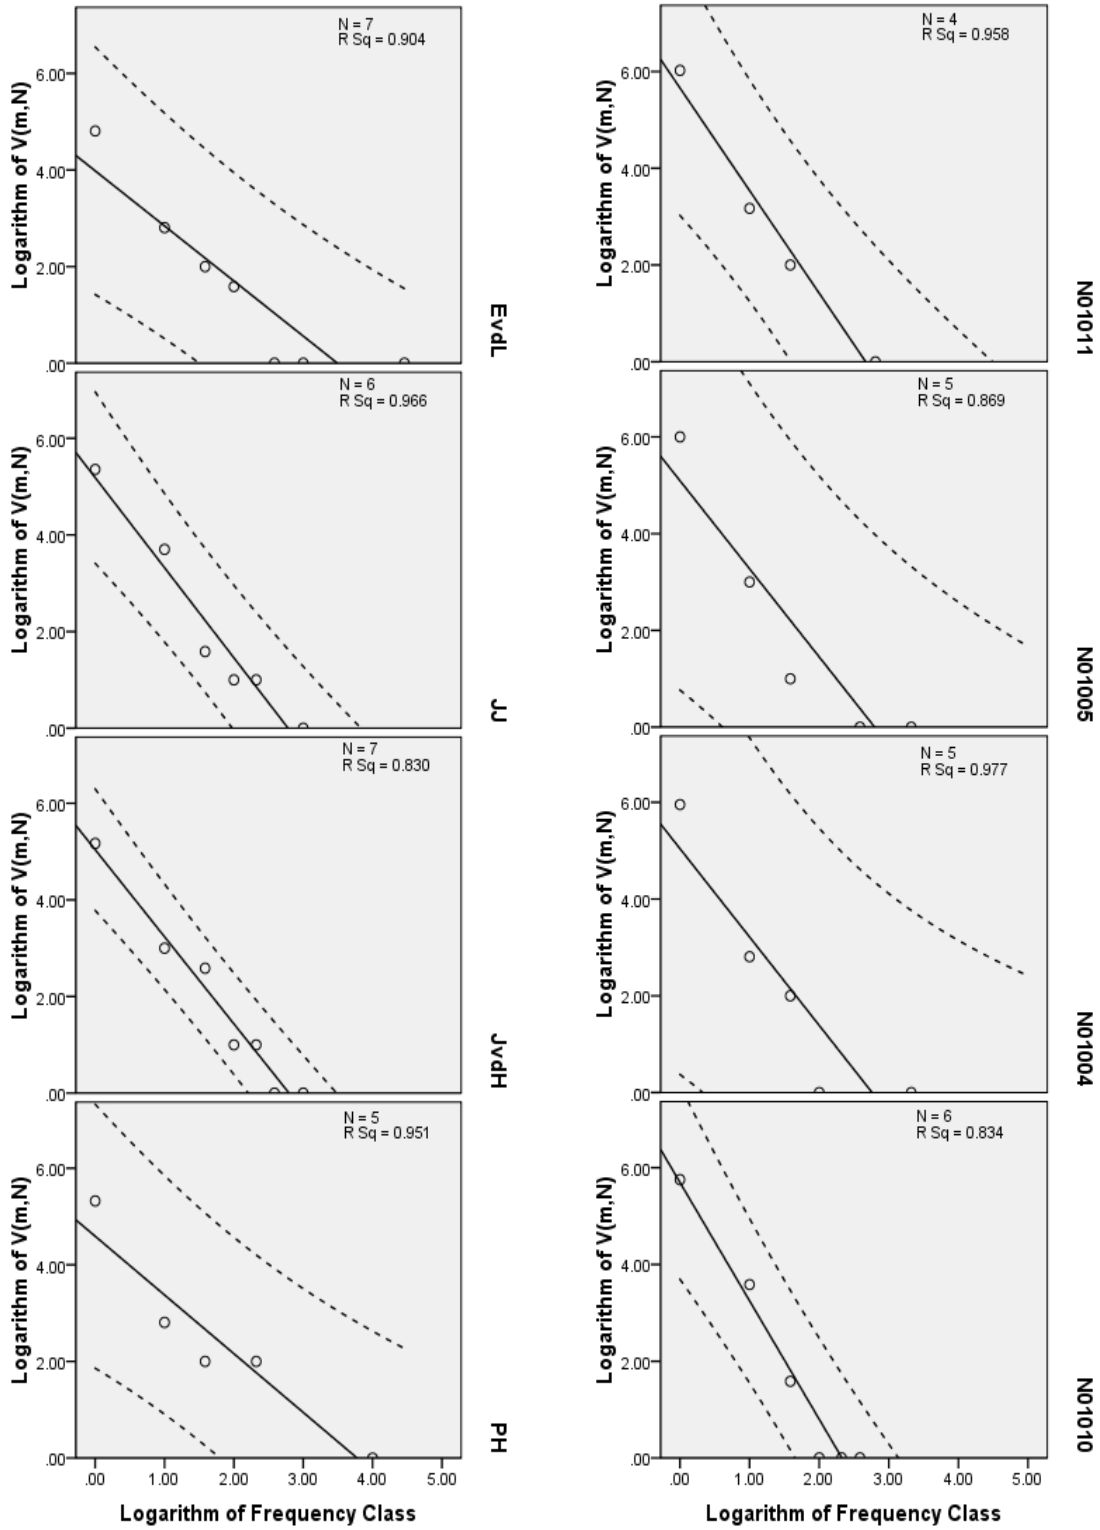 N = 7
R Sq = 0.904
6.00
4.00
2.00
.00
Logarithm of V(m,N)
EvdL
N = 6
R Sq = 0.966
6.00
4.00
2.00
.00
Logarithm of V(m,N)
JJ
N = 7
R Sq = 0.830
6.00
4.00
2.00
.00
Logarithm of V(m,N)
JvdH
N = 5
R Sq = 0.951
6.00
4.00
2.00
.00
Logarithm of V(m,N)
PH
.00 1.00 2.00 3.00 4.00 5.00
Logarithm of Frequency Class
N = 4
R Sq = 0.958
6.00
4.00
2.00
.00
Logarithm of V(m,N)
N01011
N = 5
R Sq = 0.869
6.00
4.00
2.00
.00
Logarithm of V(m,N)
N01005
N = 5
R Sq = 0.977
6.00
4.00
2.00
.00
Logarithm of V(m,N)
N01004
N = 6
R Sq = 0.834
6.00
4.00
2.00
.00
Logarithm of V(m,N)
N01010
.00 1.00 2.00 3.00 4.00 5.00
Logarithm of Frequency Class